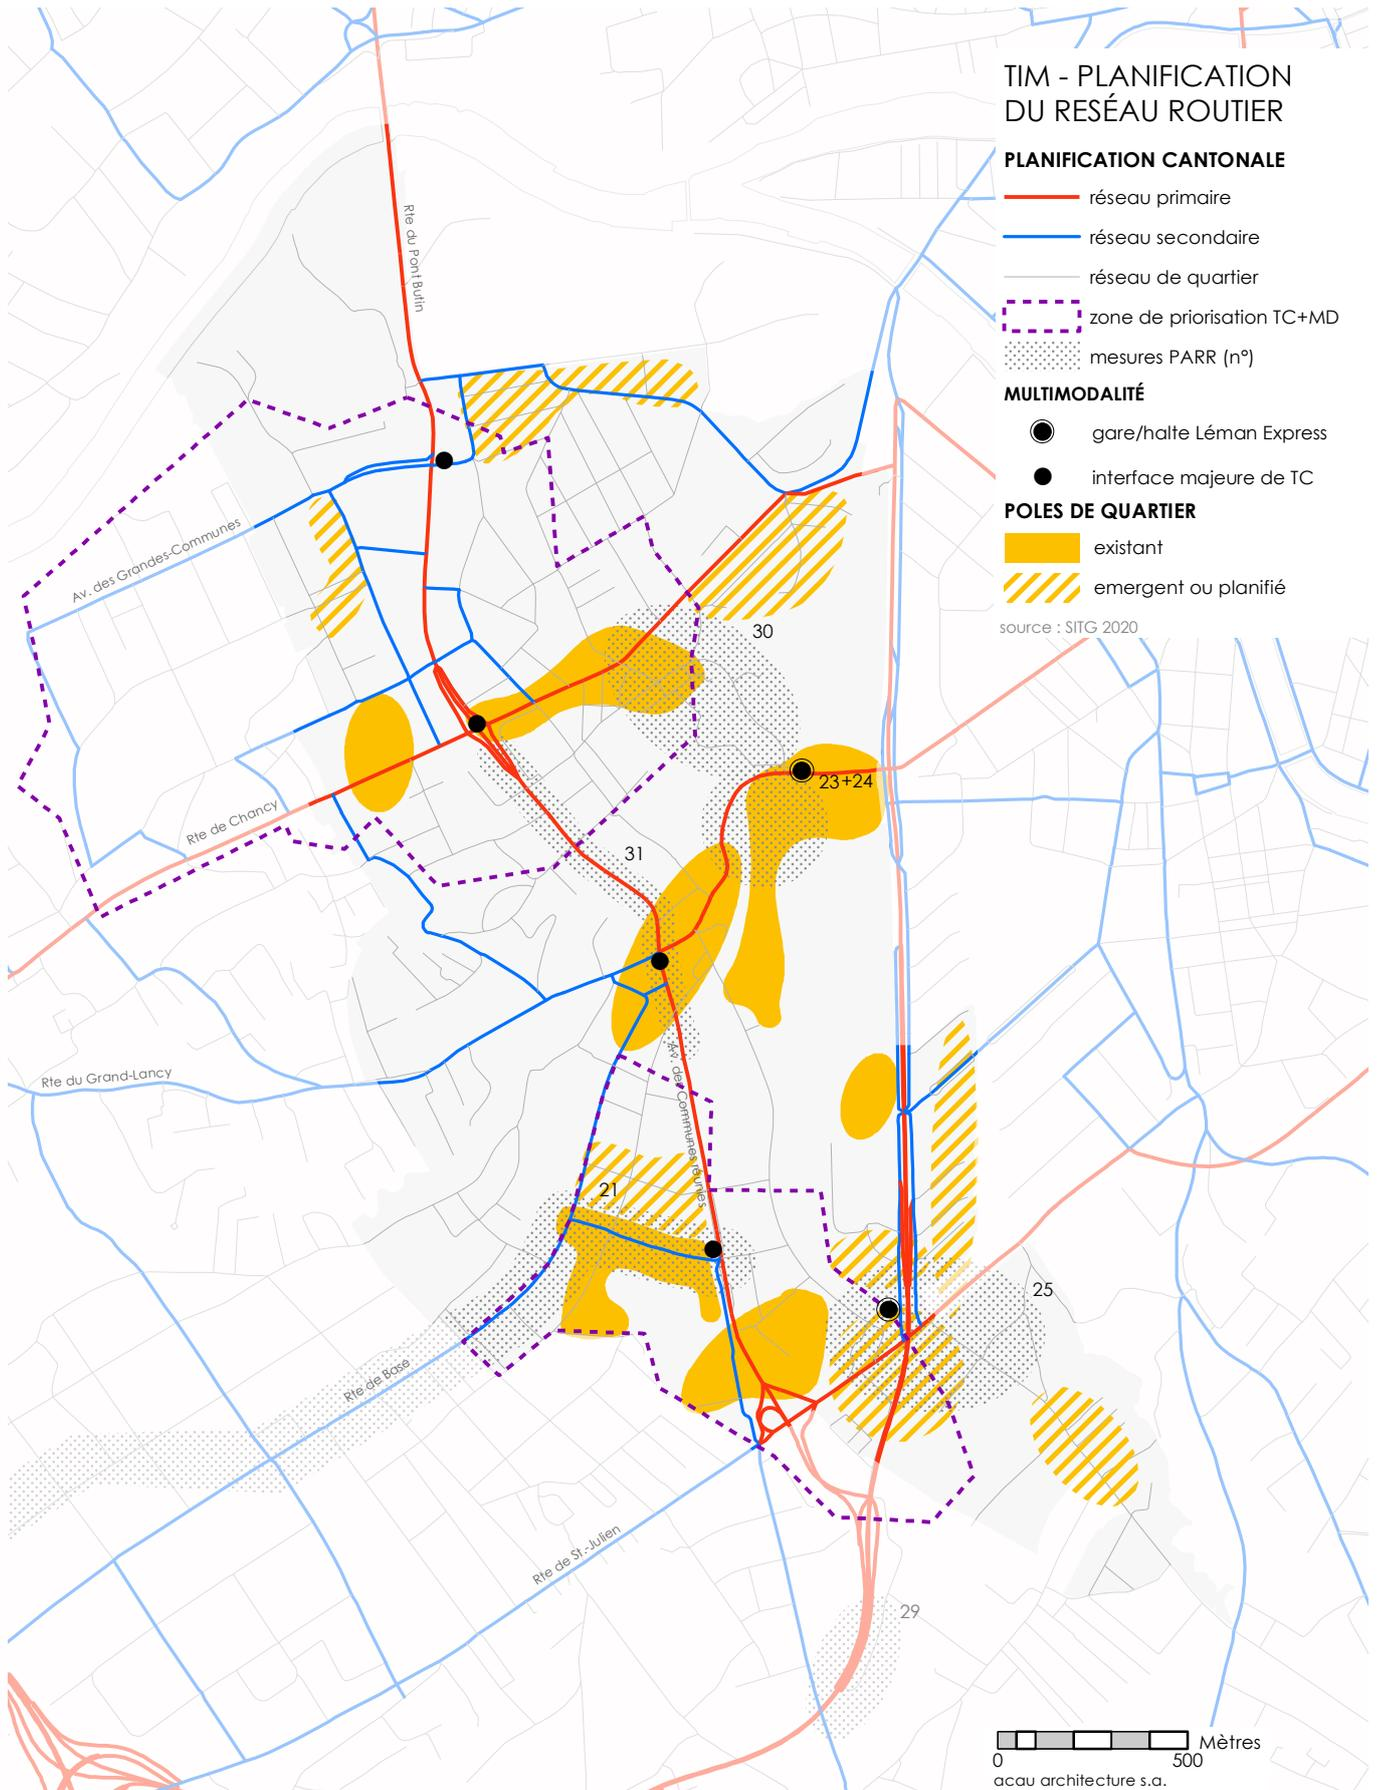 TIM - PLANIFICATION
DU RESÉAU ROUTIER
PLANIFICATION CANTONALE
réseau primaire
réseau secondaire
réseau de quartier
zone de priorisation TC+MD
mesures PARR (n°)
MULTIMODALITÉ
gare/halte Léman Express
interface majeure de TC
POLES DE QUARTIER
existant
emergent ou planifié
source : SITG 2020
Rte du Pont Butin
Av. des Grandes-Communes
30
23+24
Rte de Chancy
31
Rte du Grand-Lancy
Av. des Communes réunies
21
25
Rte de Base
Rte de St.-Julien
29
Mètres
0 500
acau architecture s.a.